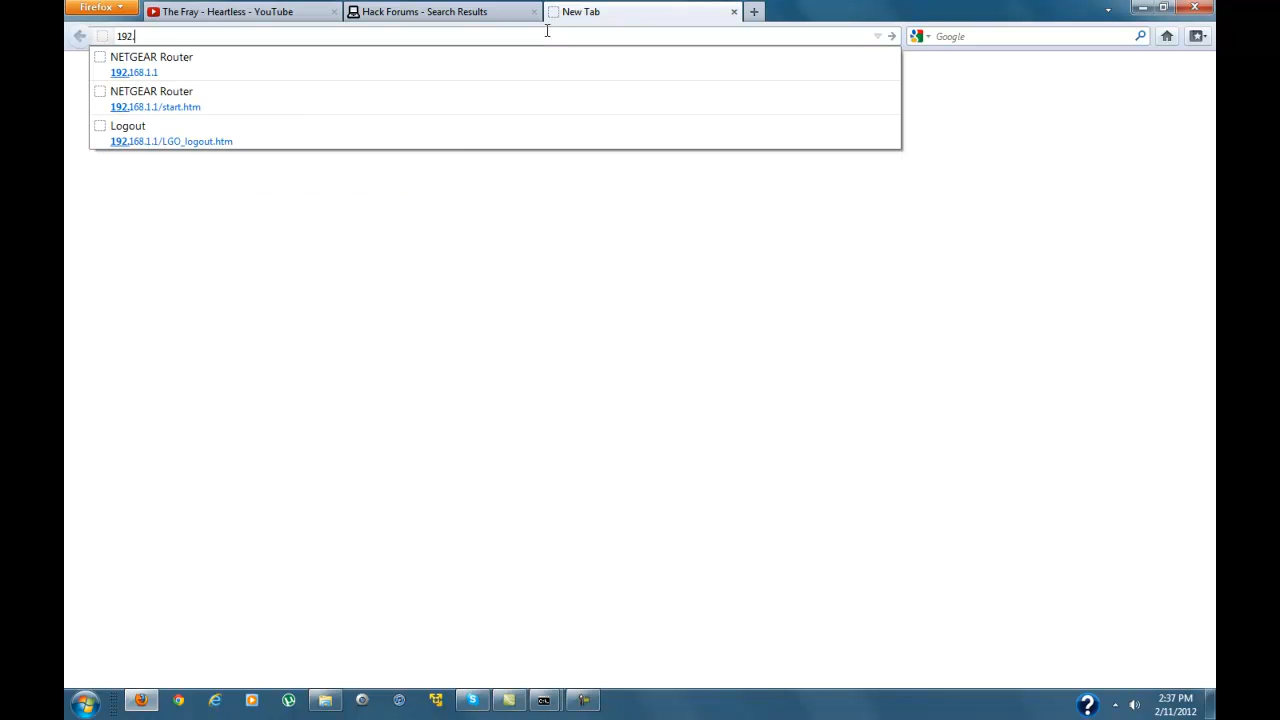 Firefox
The Fray - Heartless - YouTube
Hack Forums - Search Results
New Tab
192.
Google
NETGEAR Router
192.168.1.1
NETGEAR Router
192.168.1.1/start.htm
Logout
192.168.1.1/LGO_logout.htm
2:37 PM
2/11/2012